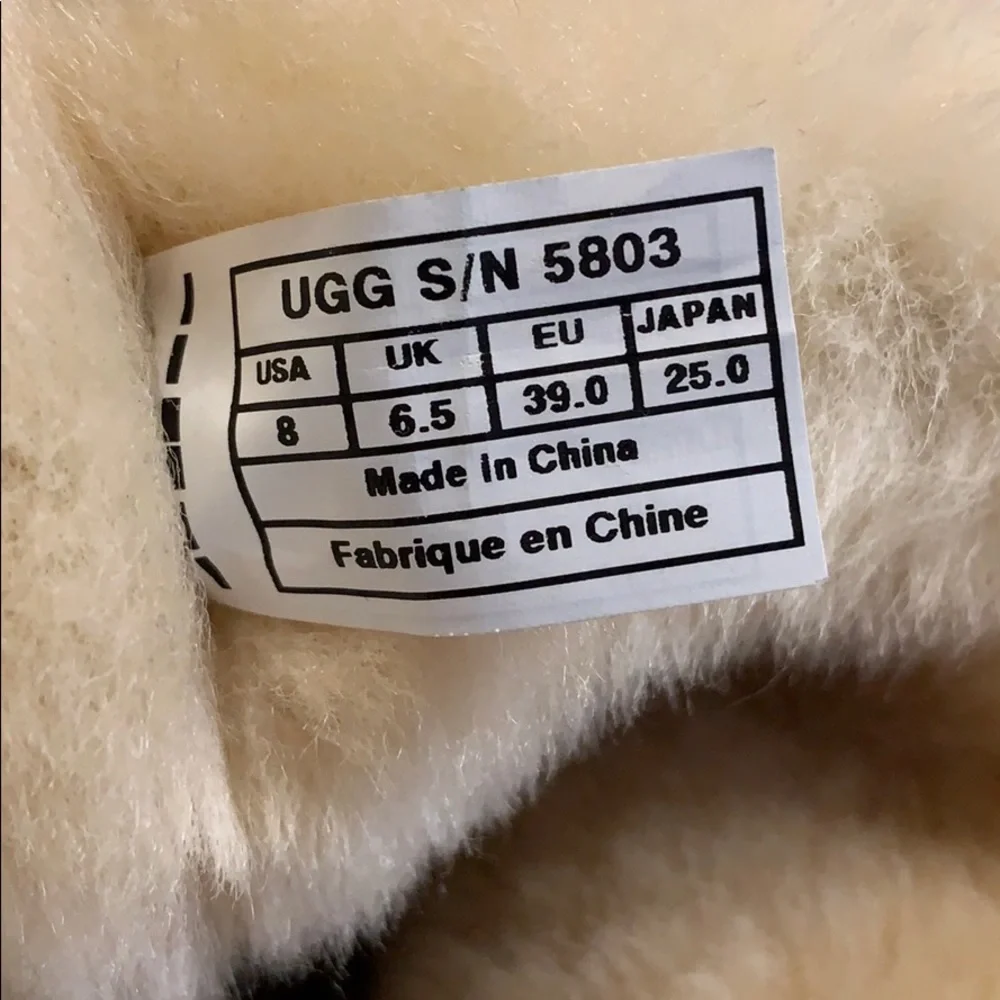 UGG S/N 5803
USA UK EU JAPAN
8 6.5 39.0 25.0
Made in China
Fabrique en Chine